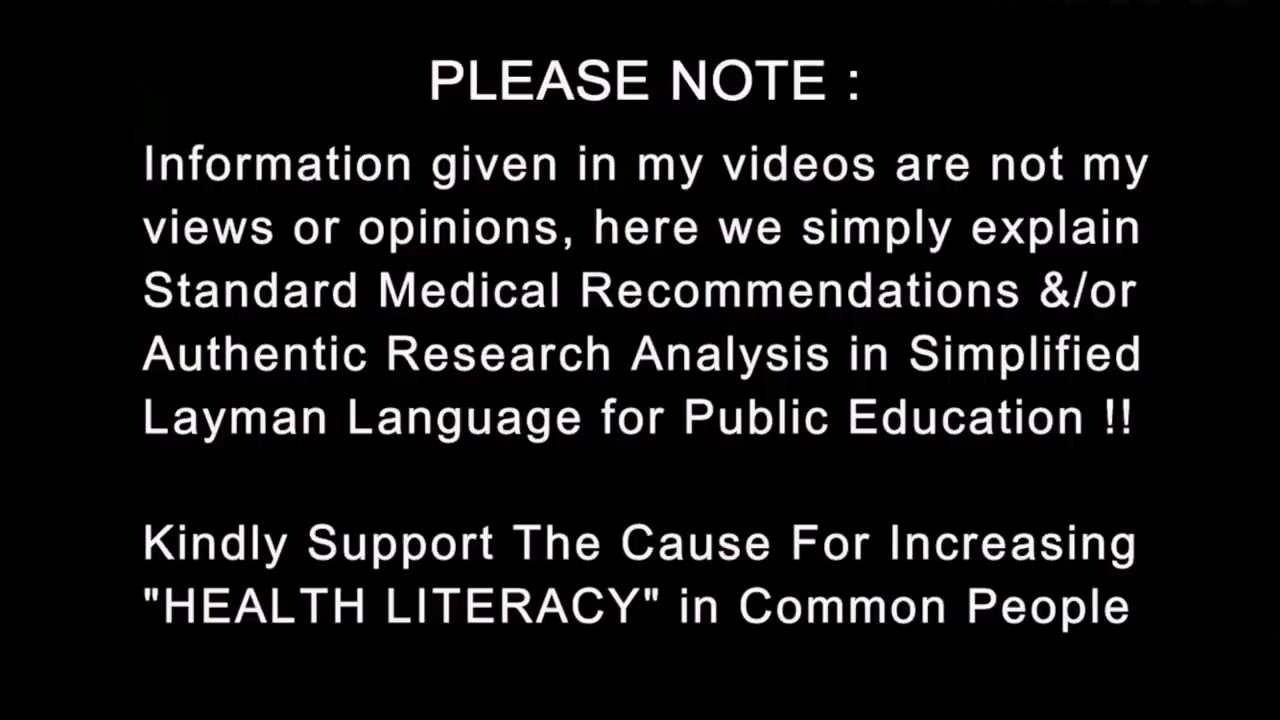 PLEASE NOTE :
Information given in my videos are not my
views or opinions, here we simply explain
Standard Medical Recommendations &/or
Authentic Research Analysis in Simplified
Layman Language for Public Education !!
Kindly Support The Cause For Increasing
"HEALTH LITERACY" in Common People